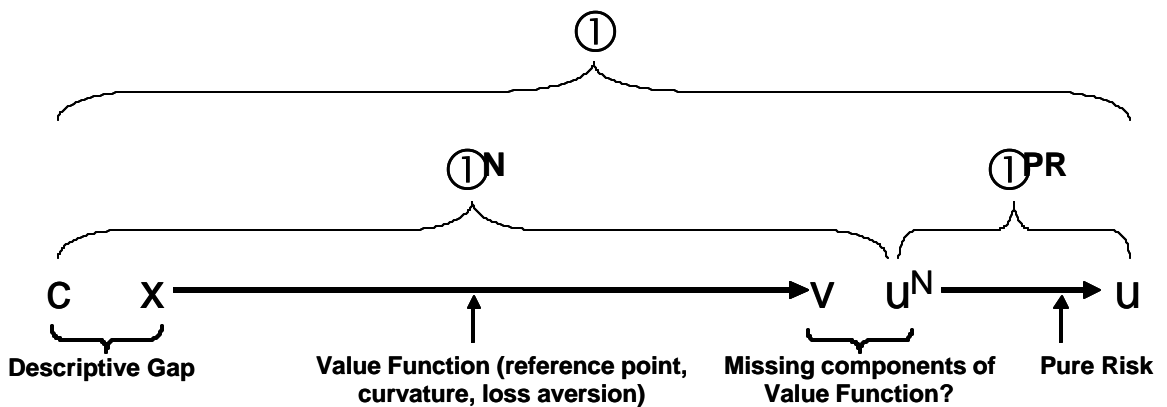 ①
①N
①PR
c x v uN u
Descriptive Gap
Value Function (reference point,
curvature, loss aversion)
Missing components of
Value Function?
Pure Risk